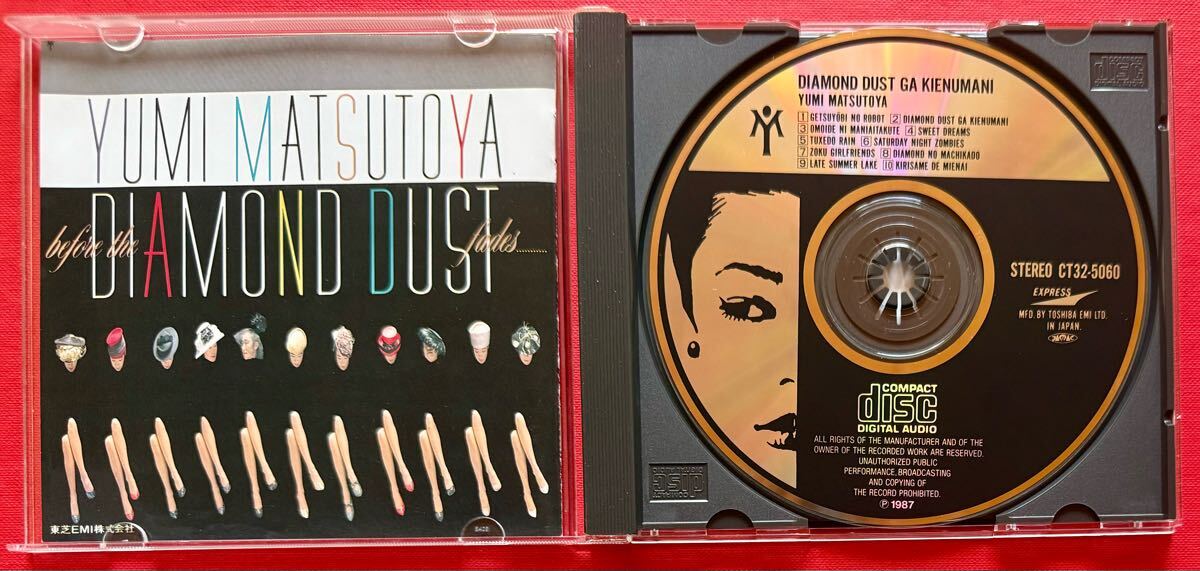 YUMI MATSUTOYA
before the DIAMOND DUST fades.........
東芝EMI株式会社
DIAMOND DUST GA KIENUMANI
YUMI MATSUTOYA
1 GETSUYŌBI NO ROBOT 2 DIAMOND DUST GA KIENUMANI
3 OMOIDE NI MANIAITAKUTE 4 SWEET DREAMS
5 TUXEDO RAIN 6 SATURDAY NIGHT ZOMBIES
7 ZOKU GIRLFRIENDS 8 DIAMOND NO MACHIKADO
9 LATE SUMMER LAKE 10 KIRISAME DE MIENAI
STEREO CT32-5060
EXPRESS
MFD. BY TOSHIBA EMI LTD.
IN JAPAN.
COMPACT
disc
DIGITAL AUDIO
ALL RIGHTS OF THE MANUFACTURER AND OF
THE OWNER OF THE RECORDED WORK ARE RESERVED.
UNAUTHORIZED PUBLIC
PERFORMANCE, BROADCASTING
AND COPYING OF
THE RECORD PROHIBITED.
Ⓟ 1987